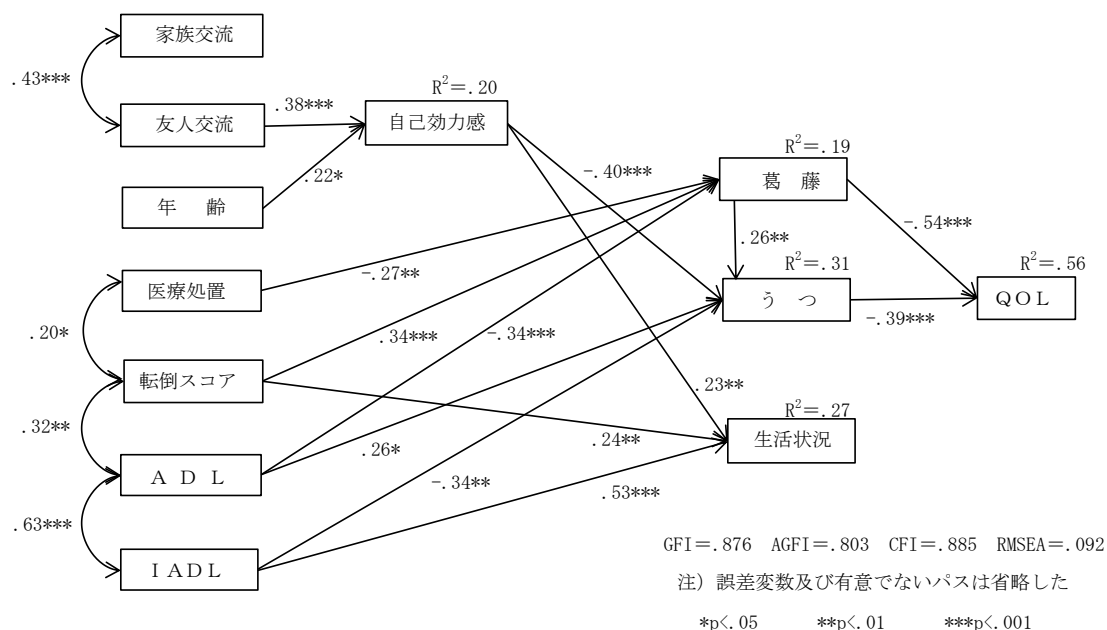 家族交流
.43***
R²=.20
友人交流
.38***
自己効力感
R²=.19
-.40***
葛　藤
.22*
年　齢
-.54***
.26**
R²=.31
R²=.56
-.27**
医療処置
う　つ
QOL
-.39***
.20*
.34***
-.34***
転倒スコア
.23**
R²=.27
.32**
.24**
生活状況
.26*
ＡＤＬ
-.34**
.53***
.63***
ＩＡＤＬ
GFI=.876　AGFI=.803　CFI=.885　RMSEA=.092
注）誤差変数及び有意でないパスは省略した
*p<.05　　**p<.01　　***p<.001